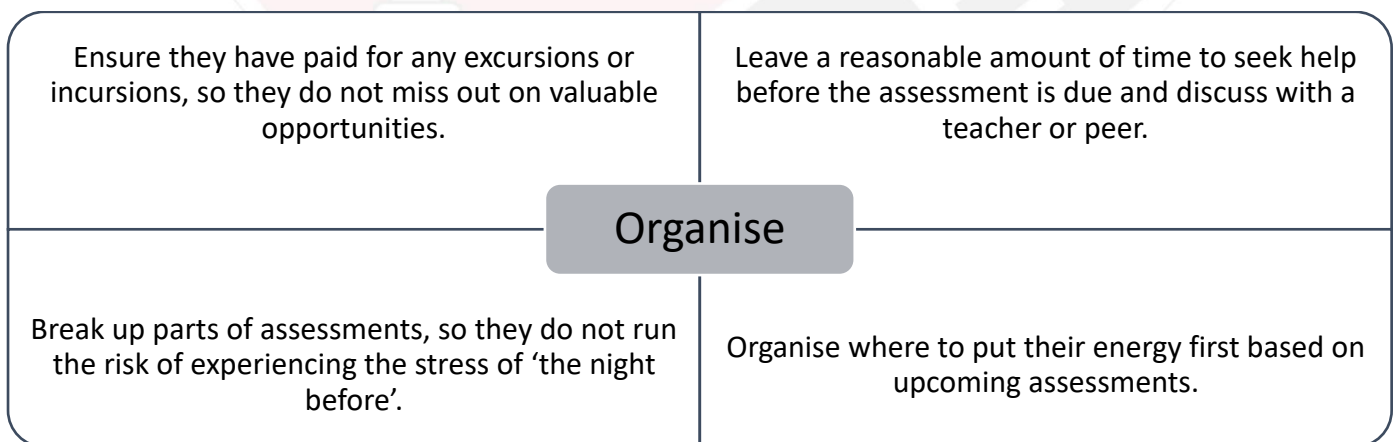 Ensure they have paid for any excursions or
incursions, so they do not miss out on valuable
opportunities.
Leave a reasonable amount of time to seek help
before the assessment is due and discuss with a
teacher or peer.
Organise
Break up parts of assessments, so they do not run
the risk of experiencing the stress of ‘the night
before’.
Organise where to put their energy first based on
upcoming assessments.